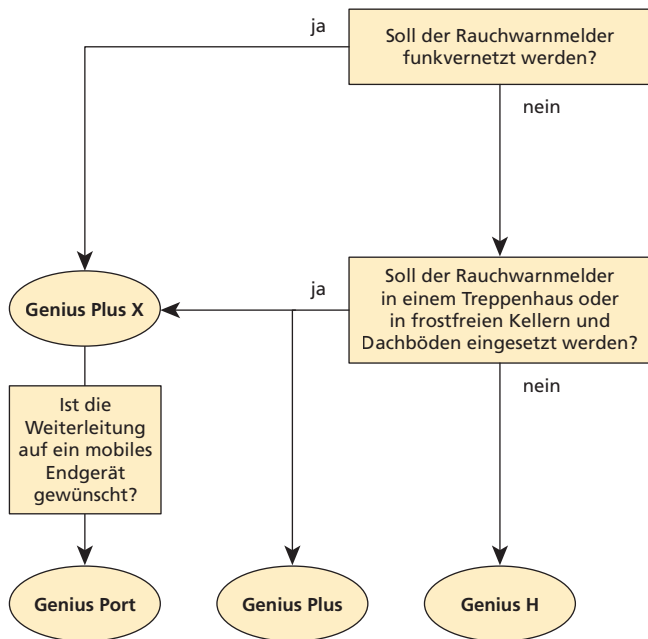 ja
Soll der Rauchwarnmelder
funkvernetzt werden?
nein
Genius Plus X
ja
Soll der Rauchwarnmelder
in einem Treppenhaus oder
in frostfreien Kellern und
Dachböden eingesetzt werden?
nein
Ist die
Weiterleitung
auf ein mobiles
Endgerät
gewünscht?
Genius Port
Genius Plus
Genius H